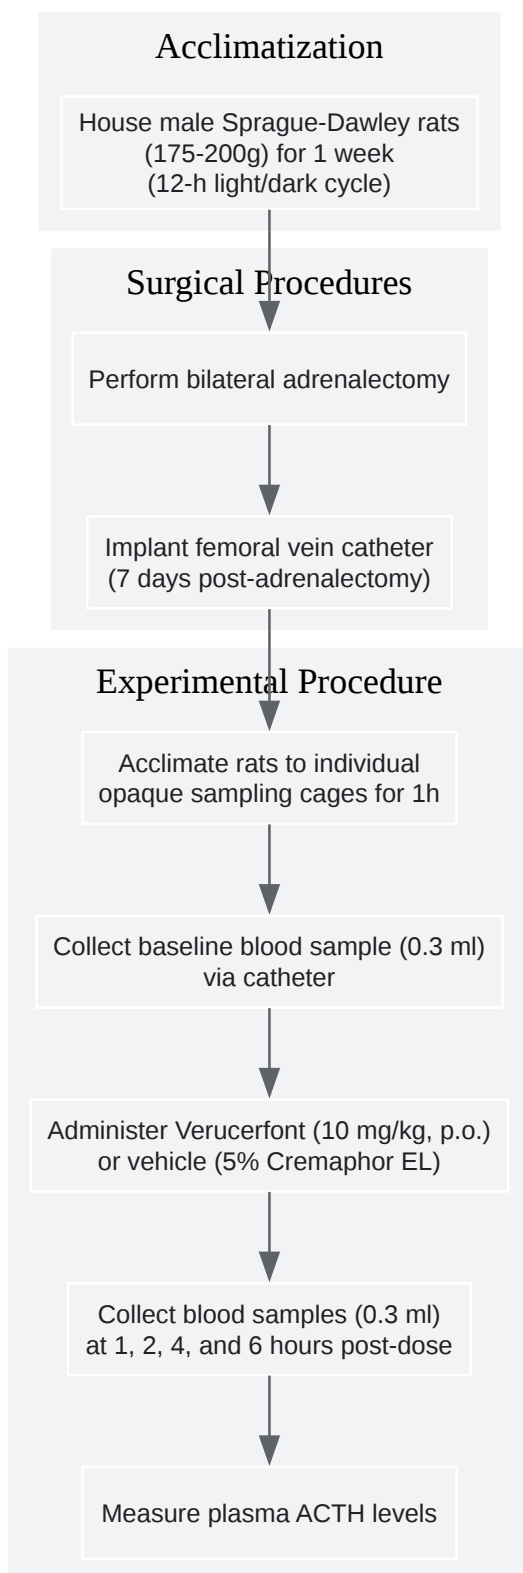 Acclimatization
House male Sprague-Dawley rats
(175-200g) for 1 week
(12-h light/dark cycle)
Surgical Procedures
Perform bilateral adrenalectomy
Implant femoral vein catheter
(7 days post-adrenalectomy)
Experimental Procedure
Acclimate rats to individual
opaque sampling cages for 1h
Collect baseline blood sample (0.3 ml)
via catheter
Administer Verucerfont (10 mg/kg, p.o.)
or vehicle (5% Cremaphor EL)
Collect blood samples (0.3 ml)
at 1, 2, 4, and 6 hours post-dose
Measure plasma ACTH levels